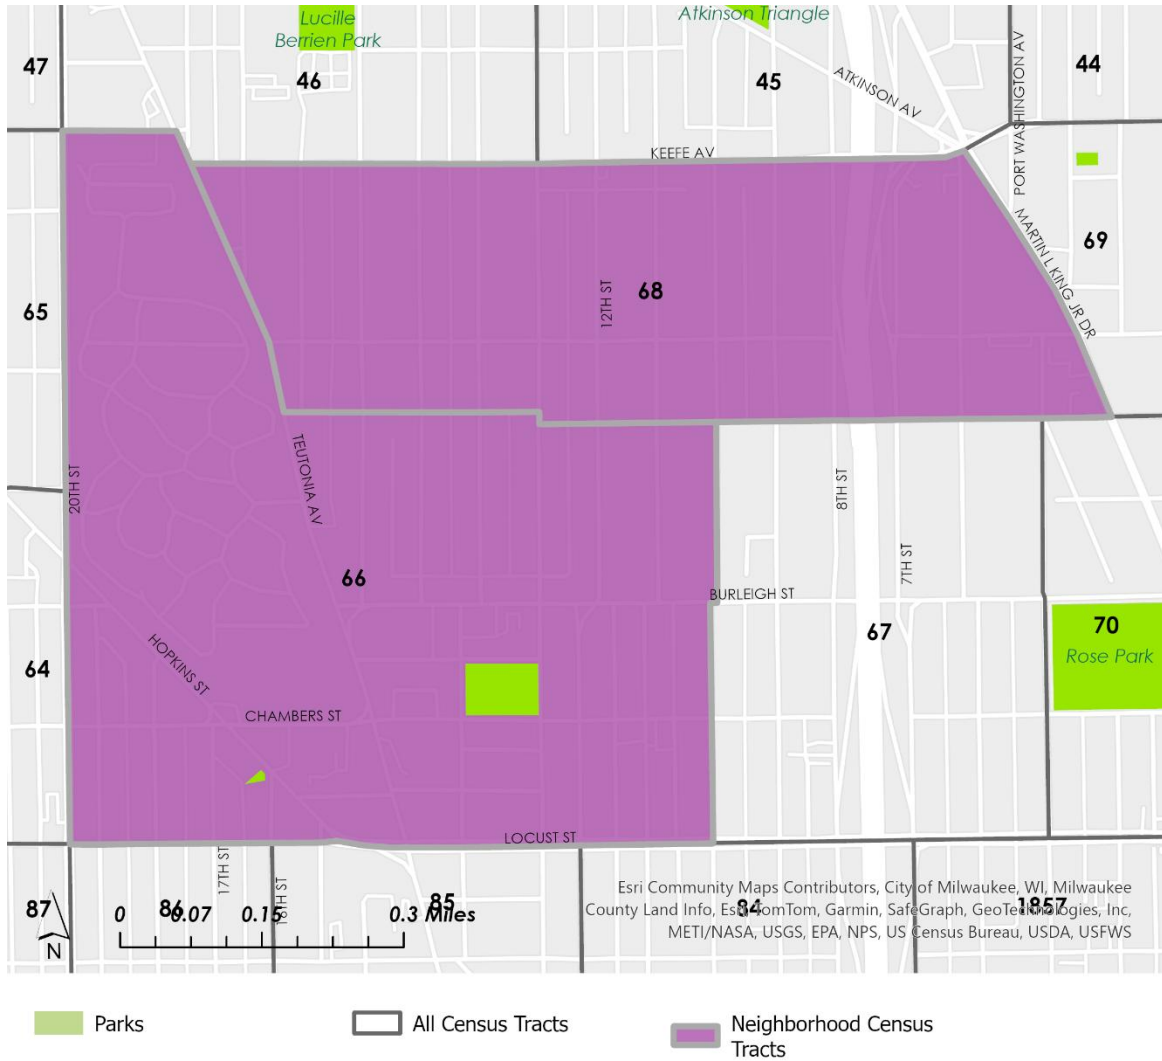 Lucille
Berrien Park
Atkinson Triangle
47
46
45
44
ATKINSON AV
PORT WASHINGTON AV
KEEFE AV
69
MARTIN L KING JR DR
65
68
12TH ST
20TH ST
TEUTONIA AV
8TH ST
7TH ST
66
BURLEIGH ST
67
70
Rose Park
64
HOPKINS ST
CHAMBERS ST
LOCUST ST
17TH ST
16TH ST
87
86
85
84
1857
0 0.07 0.15 0.3 Miles
N
Esri Community Maps Contributors, City of Milwaukee, WI, Milwaukee
County Land Info, Esri, TomTom, Garmin, SafeGraph, GeoTechnologies, Inc,
METI/NASA, USGS, EPA, NPS, US Census Bureau, USDA, USFWS
Parks
All Census Tracts
Neighborhood Census
Tracts